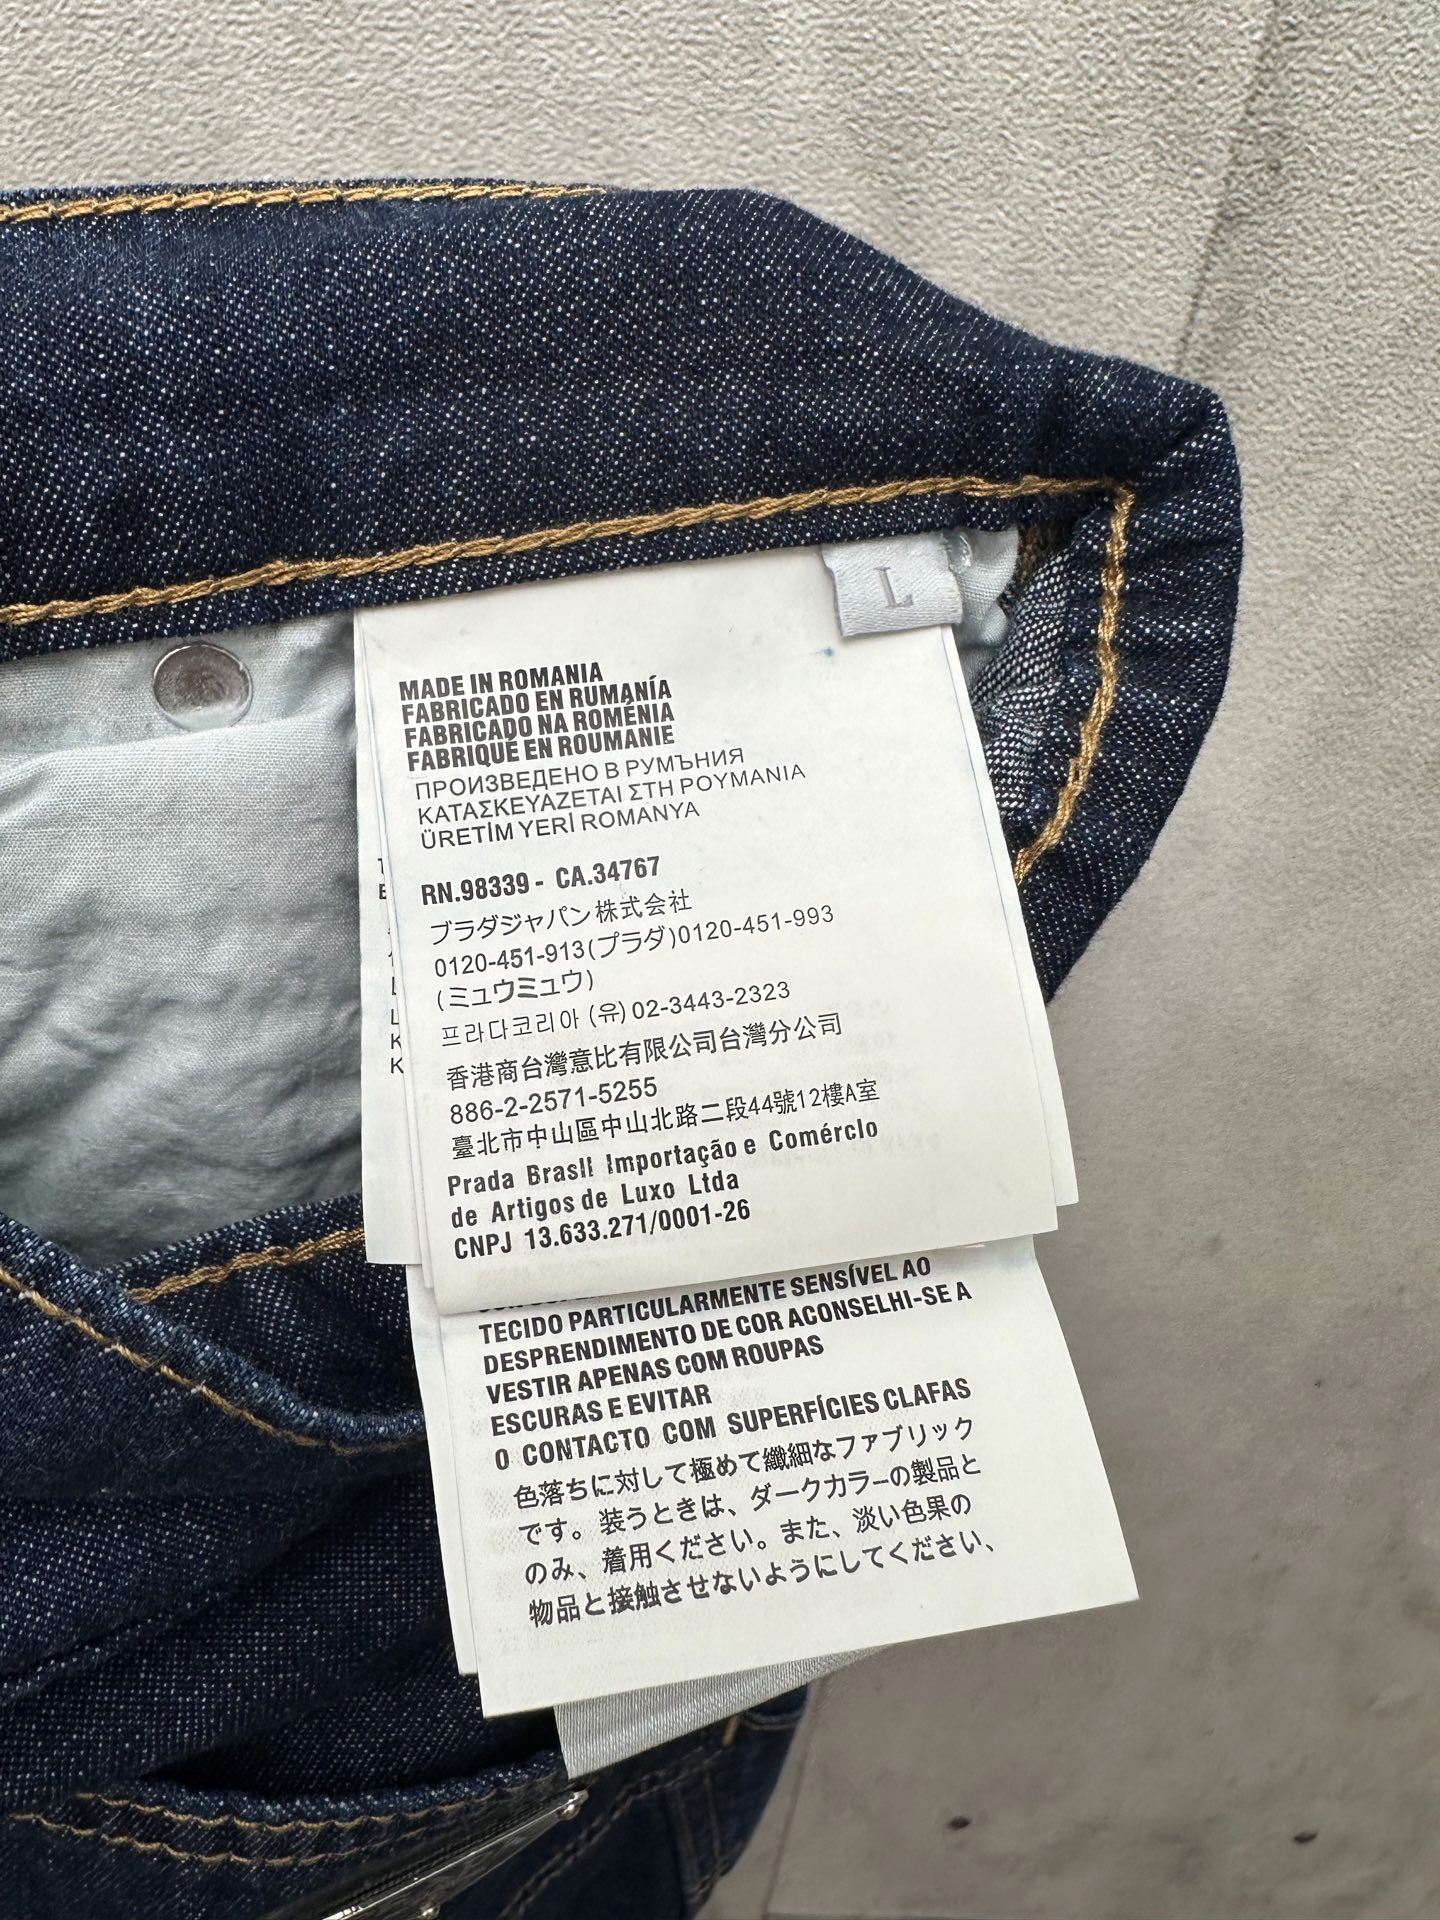 L
MADE IN ROMANIA
FABRICADO EN RUMANÍA
FABRICADO NA ROMÉNIA
FABRIQUÉ EN ROUMANIE
ПРОИЗВЕДЕНО В РУМЪНИЯ
ΚΑΤΑΣΚΕΥΑΖΕΤΑΙ ΣΤΗ ΡΟΥΜΑΝΙΑ
ÜRETİM YERİ ROMANYA
RN.98339 - CA.34767
ブラダジャパン株式会社
0120-451-913(プラダ)0120-451-993
(ミュウミュウ)
프라다코리아 (유) 02-3443-2323
香港商台灣意比有限公司台灣分公司
886-2-2571-5255
臺北市中山區中山北路二段44號12樓A室
Prada Brasil Importação e Comércio
de Artigos de Luxo Ltda
CNPJ 13.633.271/0001-26
TECIDO PARTICULARMENTE SENSÍVEL AO
DESPRENDIMENTO DE COR ACONSELHI-SE A
VESTIR APENAS COM ROUPAS
ESCURAS E EVITAR
O CONTACTO COM SUPERFÍCIES CLAFAS
色落ちに対して極めて繊細なファブリック
です。装うときは、ダークカラーの製品と
のみ、着用ください。また、淡い色果の
物品と接触させないようにしてください、